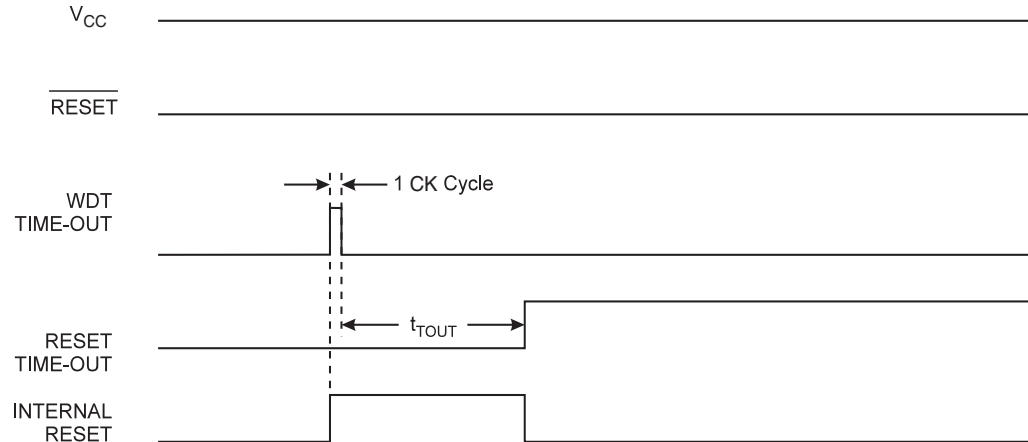 VCC
RESET
1 CK Cycle
WDT
TIME-OUT
tTOUT
RESET
TIME-OUT
INTERNAL
RESET